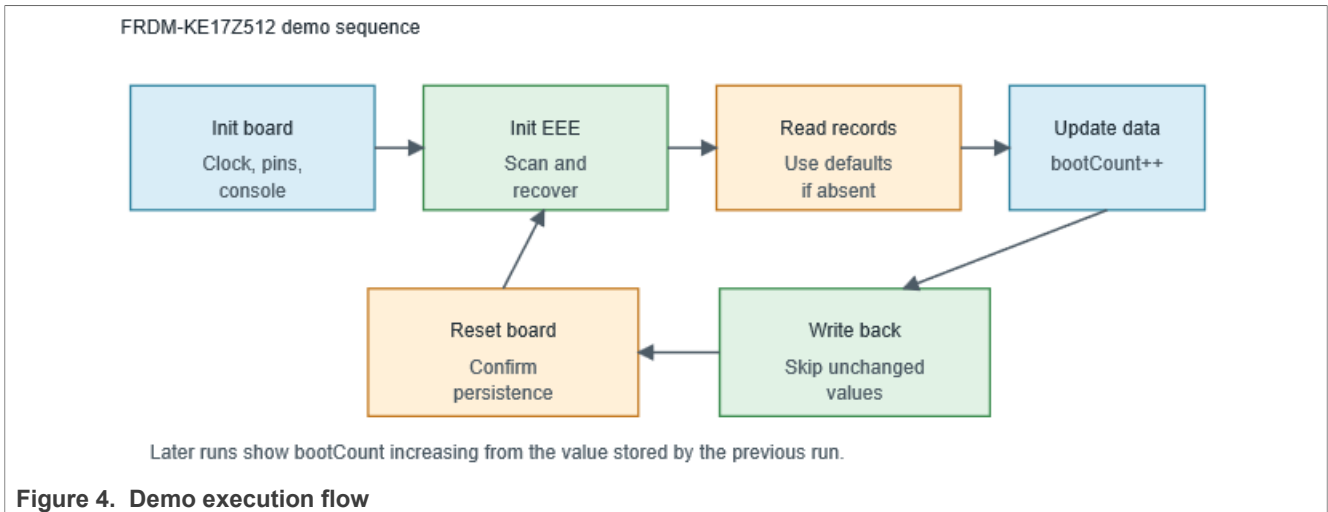 FRDM-KE17Z512 demo sequence
Init board
Clock, pins,
console
Init EEE
Scan and
recover
Read records
Use defaults
if absent
Update data
bootCount++
Reset board
Confirm
persistence
Write back
Skip unchanged
values
Later runs show bootCount increasing from the value stored by the previous run.
Figure 4. Demo execution flow